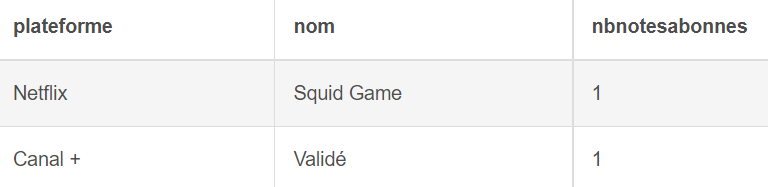 plateforme nom nbnotesabonnes
Netflix Squid Game 1
Canal + Validé 1